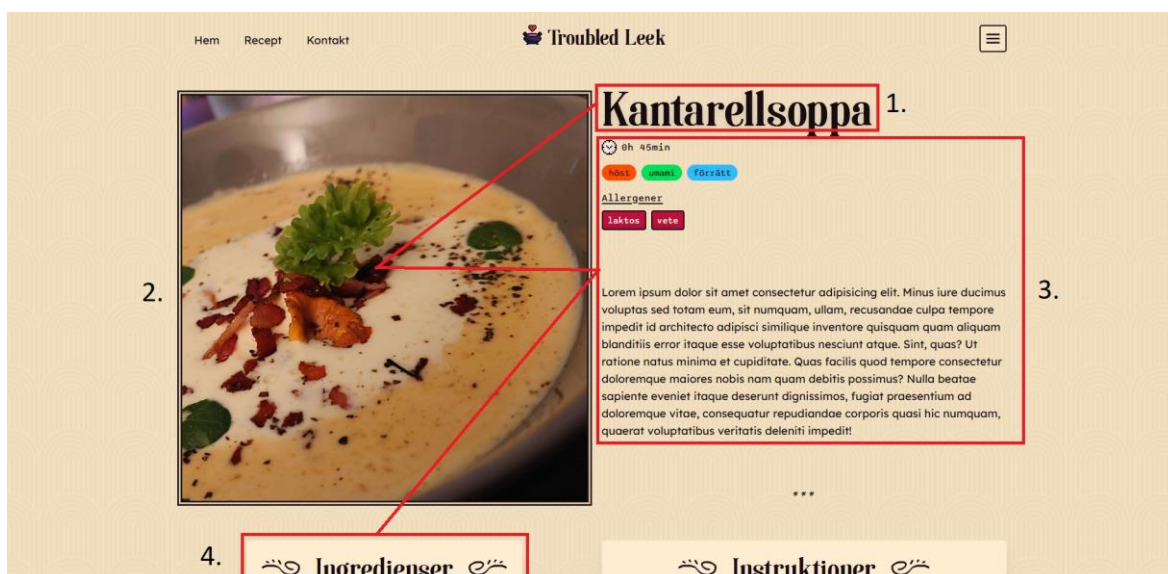 Hem Recept Kontakt Troubled Leek
Kantarellsoppa 1.
0h 45min
höst umami förrätt
Allergener
laktos vete
2.
3.
Lorem ipsum dolor sit amet consectetur adipisicing elit. Minus iure ducimus
voluptas sed totam eum, sit numquam, ullam, recusandae culpa tempore
impedit id architecto adipisci similique inventore quisquam quam aliquam
blanditiis error itaque esse voluptatibus nesciunt atque. Sint, quas? Ut
ratione natus minima et cupiditate. Quas facilis quod tempore consectetur
doloremque maiores nobis nam quam debitis possimus? Nulla beatae
sapiente eveniet itaque deserunt dignissimos, fugiat praesentium ad
doloremque vitae, consequatur repudiandae corporis quasi hic numquam,
quaerat voluptatibus veritatis deleniti impedit!
***
4.
Ingredienser Instruktioner